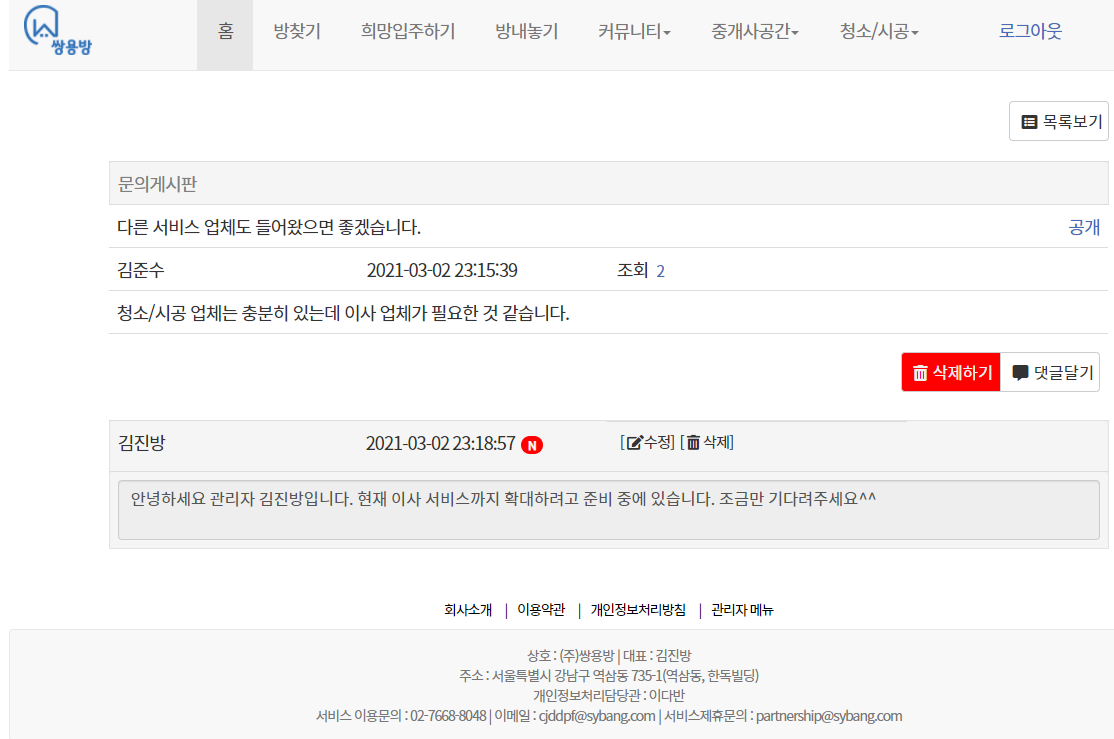 쌍용방
홈 방찾기 희망입주하기 방내놓기 커뮤니티 중개사공간 청소/시공 로그아웃
목록보기
문의게시판
다른 서비스 업체도 들어왔으면 좋겠습니다. 공개
김준수 2021-03-02 23:15:39 조회 2
청소/시공 업체는 충분히 있는데 이사 업체가 필요한 것 같습니다.
삭제하기 댓글달기
김진방 2021-03-02 23:18:57 N [수정] [삭제]
안녕하세요 관리자 김진방입니다. 현재 이사 서비스까지 확대하려고 준비 중에 있습니다. 조금만 기다려주세요^^
회사소개 | 이용약관 | 개인정보처리방침 | 관리자 메뉴
상호 : (주)쌍용방 | 대표 : 김진방
주소 : 서울특별시 강남구 역삼동 735-1(역삼동, 한독빌딩)
개인정보처리담당관 : 이다반
서비스 이용문의 : 02-7668-8048 | 이메일 : cjddpf@sybang.com | 서비스제휴문의 : partnership@sybang.com